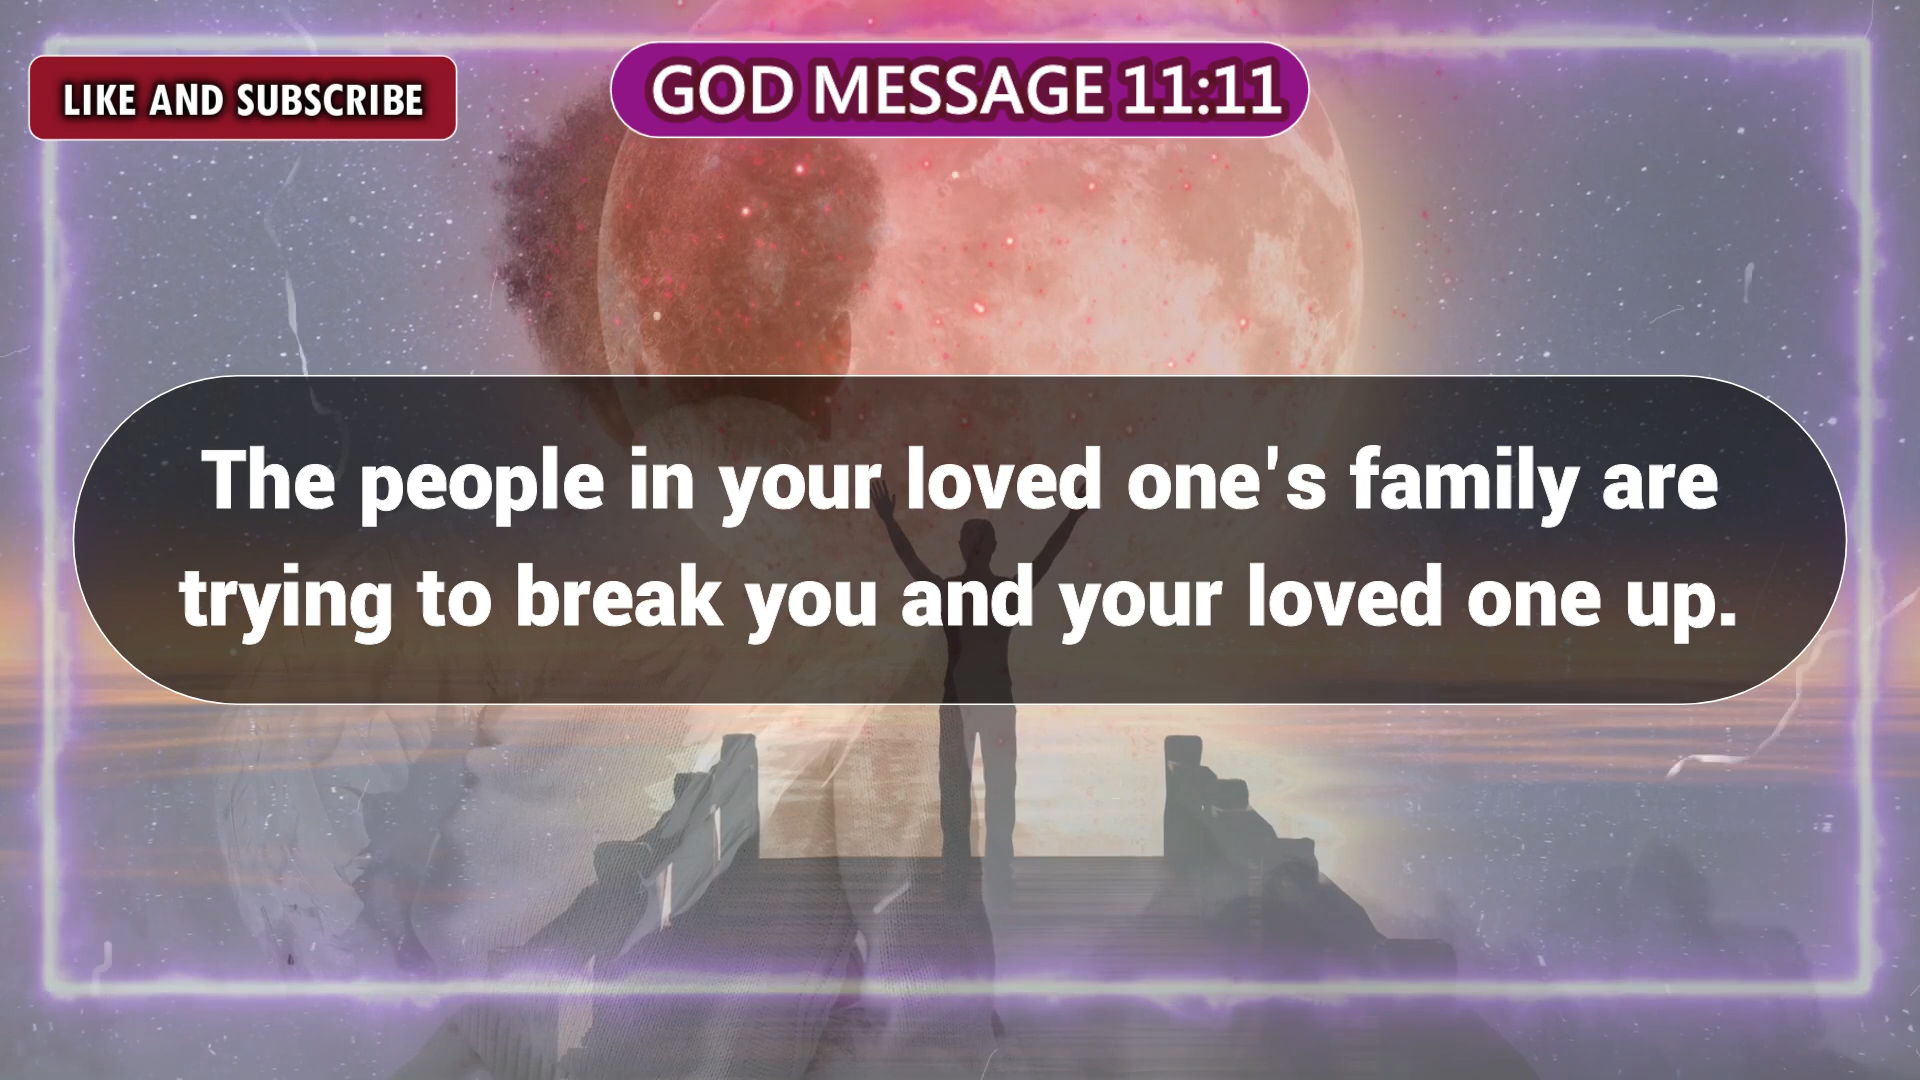 LIKE AND SUBSCRIBE
GOD MESSAGE 11:11
The people in your loved one's family are
trying to break you and your loved one up.